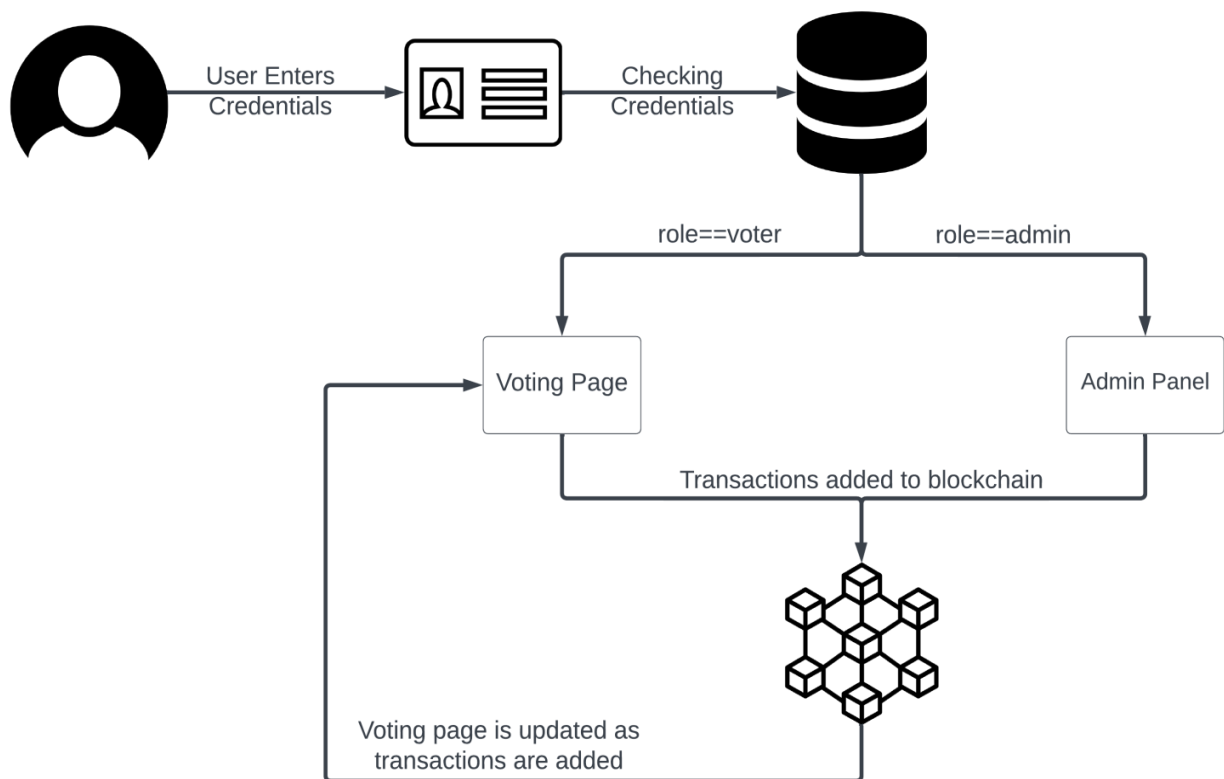 User Enters
Credentials
Checking
Credentials
role==voter
role==admin
Voting Page
Admin Panel
Transactions added to blockchain
Voting page is updated as
transactions are added